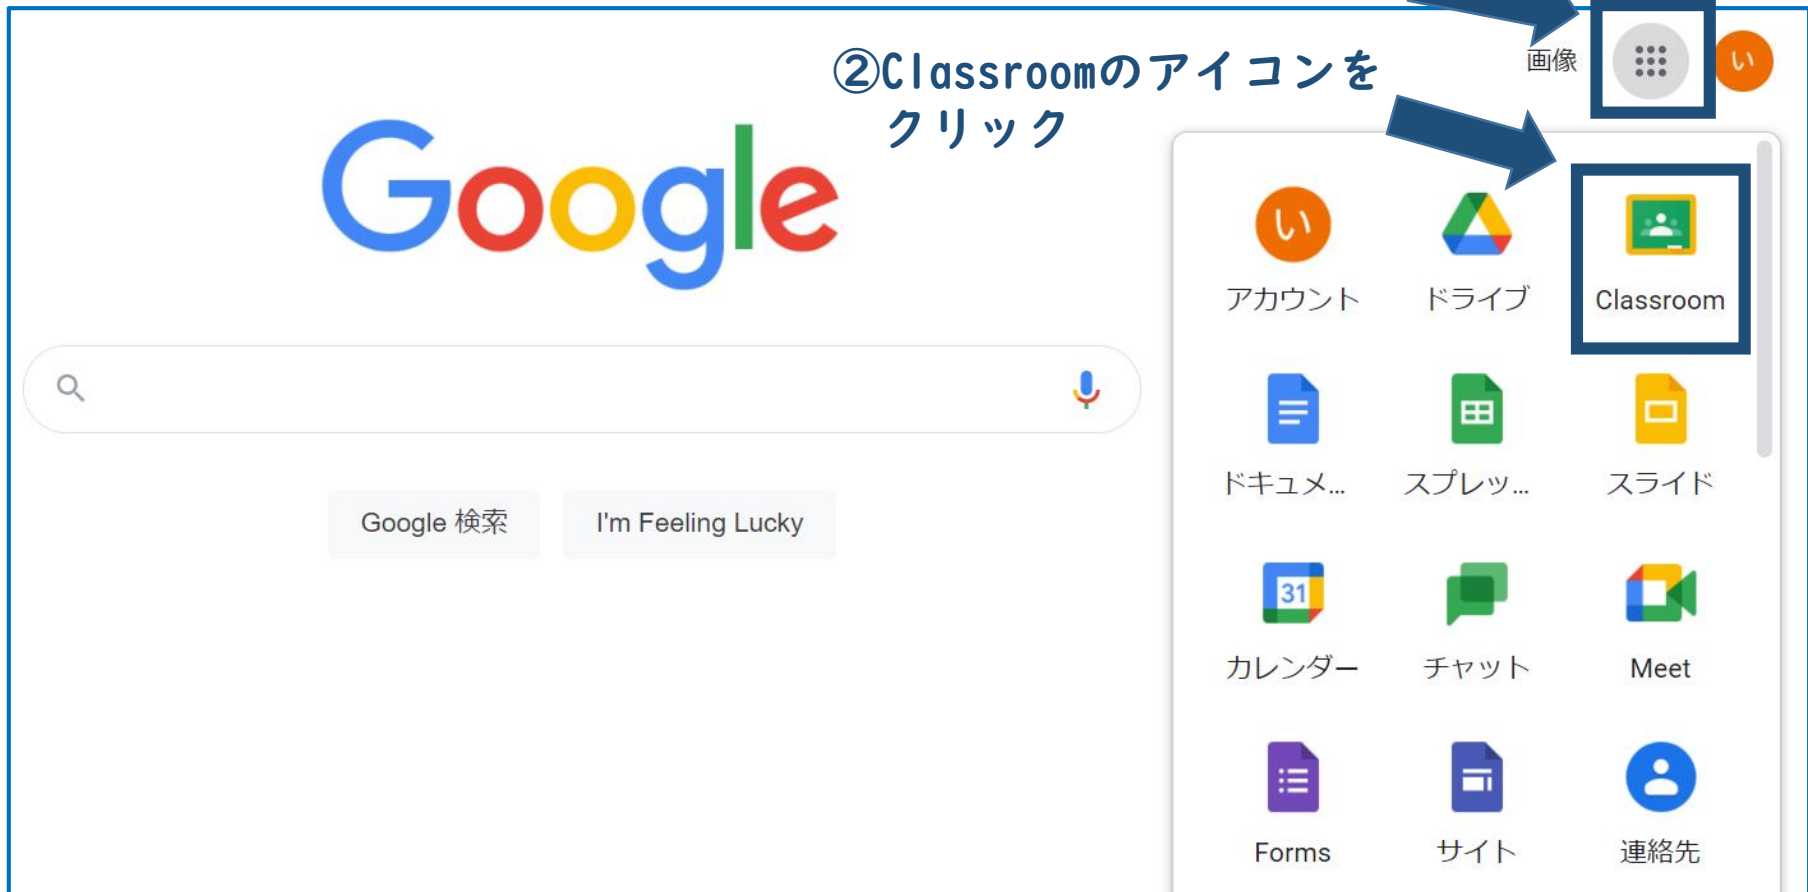 ②Classroomのアイコンを
クリック
画像
い
Google
い
アカウント
ドライブ
Classroom
ドキュメ...
スプレッ...
スライド
Google 検索
I'm Feeling Lucky
31
カレンダー
チャット
Meet
Forms
サイト
連絡先